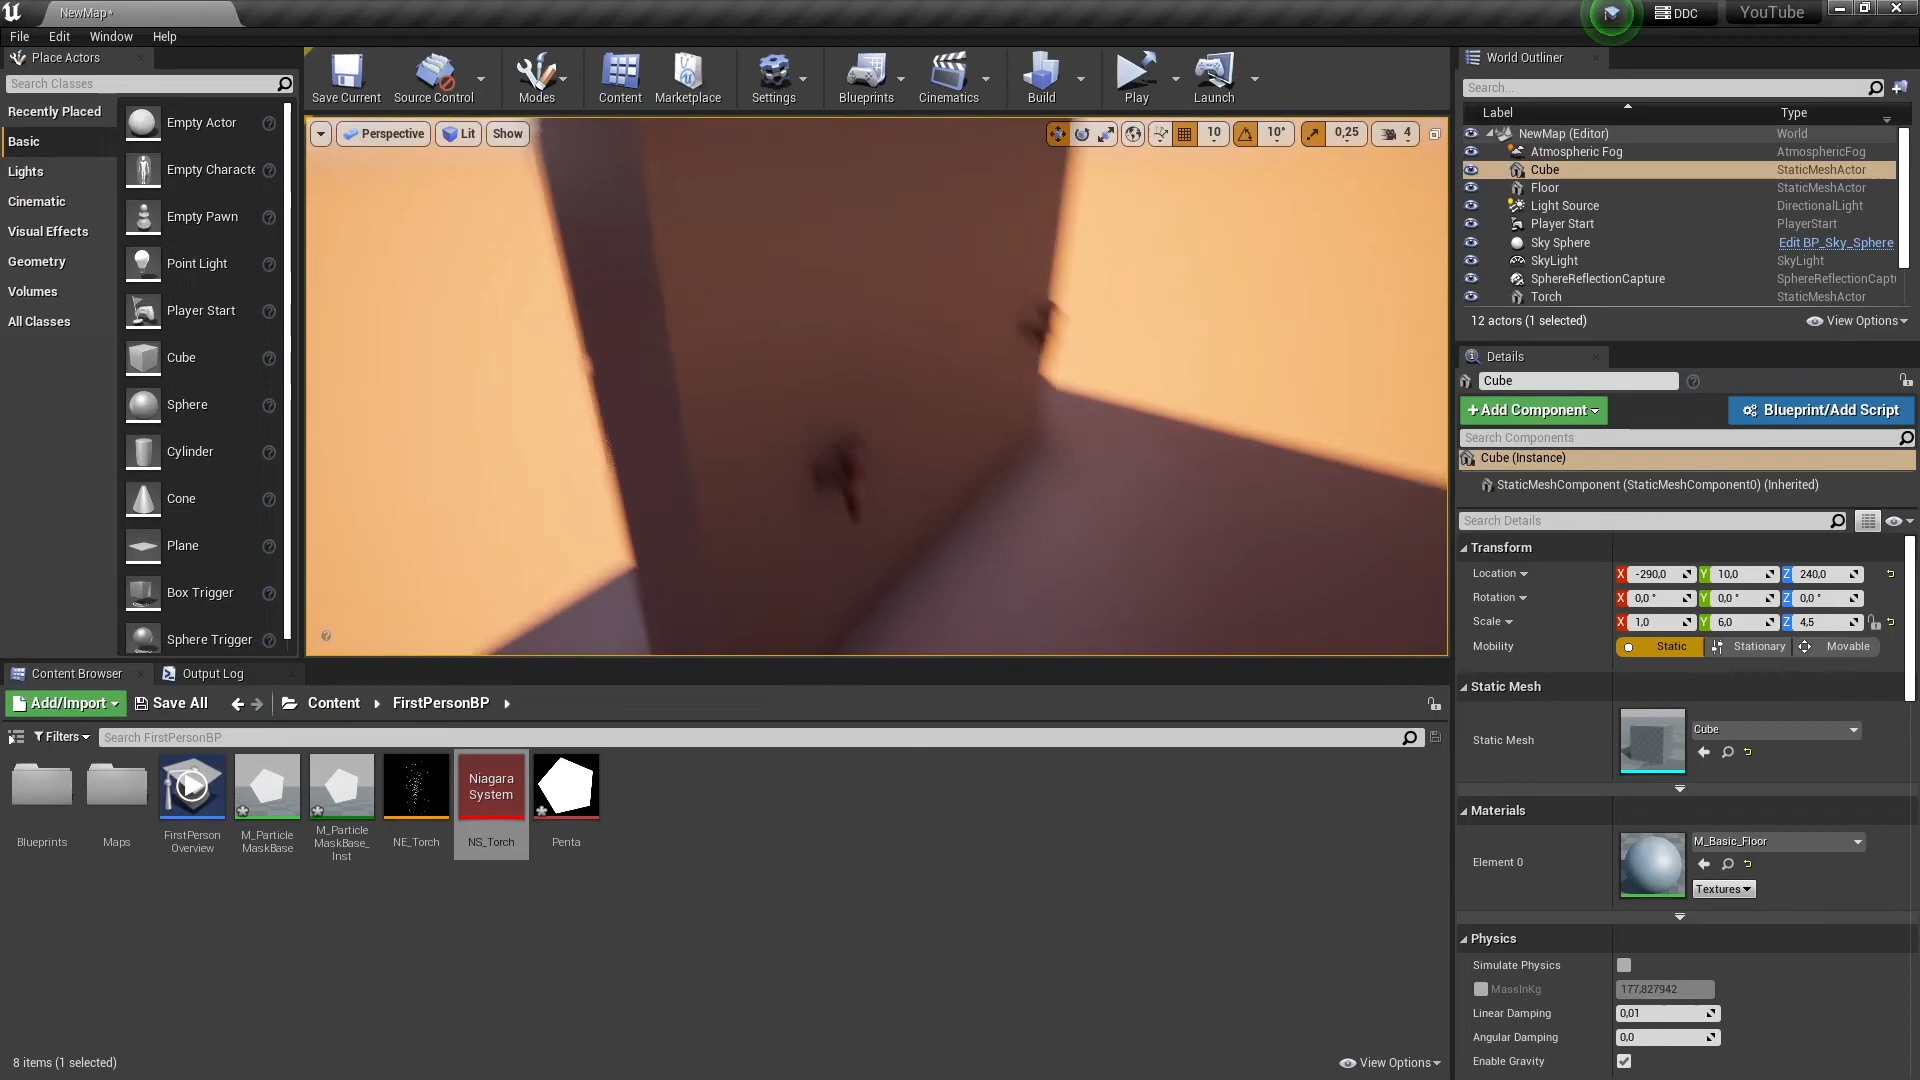 NewMap*
DDC
YouTube
File Edit Window Help
Place Actors
Search Classes
Recently Placed
Basic
Lights
Cinematic
Visual Effects
Geometry
Volumes
All Classes
Empty Actor
Empty Characte
Empty Pawn
Point Light
Player Start
Cube
Sphere
Cylinder
Cone
Plane
Box Trigger
Sphere Trigger
Save Current Source Control Modes Content Marketplace Settings Blueprints Cinematics Build Play Launch
Perspective Lit Show
10 10° 0,25 4
World Outliner
Search...
Label Type
NewMap (Editor) World
Atmospheric Fog AtmosphericFog
Cube StaticMeshActor
Floor StaticMeshActor
Light Source DirectionalLight
Player Start PlayerStart
Sky Sphere Edit BP_Sky_Sphere
SkyLight SkyLight
SphereReflectionCapture SphereReflectionCapt
Torch StaticMeshActor
12 actors (1 selected) View Options
Details
Cube
+Add Component Blueprint/Add Script
Search Components
Cube (Instance)
StaticMeshComponent (StaticMeshComponent0) (Inherited)
Search Details
Transform
Location X -290,0 Y 10,0 Z 240,0
Rotation X 0,0 ° Y 0,0 ° Z 0,0 °
Scale X 1,0 Y 6,0 Z 4,5
Mobility Static Stationary Movable
Static Mesh
Static Mesh Cube
Materials
Element 0 M_Basic_Floor
Textures
Physics
Simulate Physics
MassInKg 177,827942
Linear Damping 0,01
Angular Damping 0,0
Enable Gravity
Content Browser Output Log
Add/Import Save All Content FirstPersonBP
Filters Search FirstPersonBP
Niagara
System
Blueprints
Maps
FirstPerson
Overview
M_Particle
MaskBase
M_Particle
MaskBase_
Inst
NE_Torch
NS_Torch
Penta
8 items (1 selected) View Options